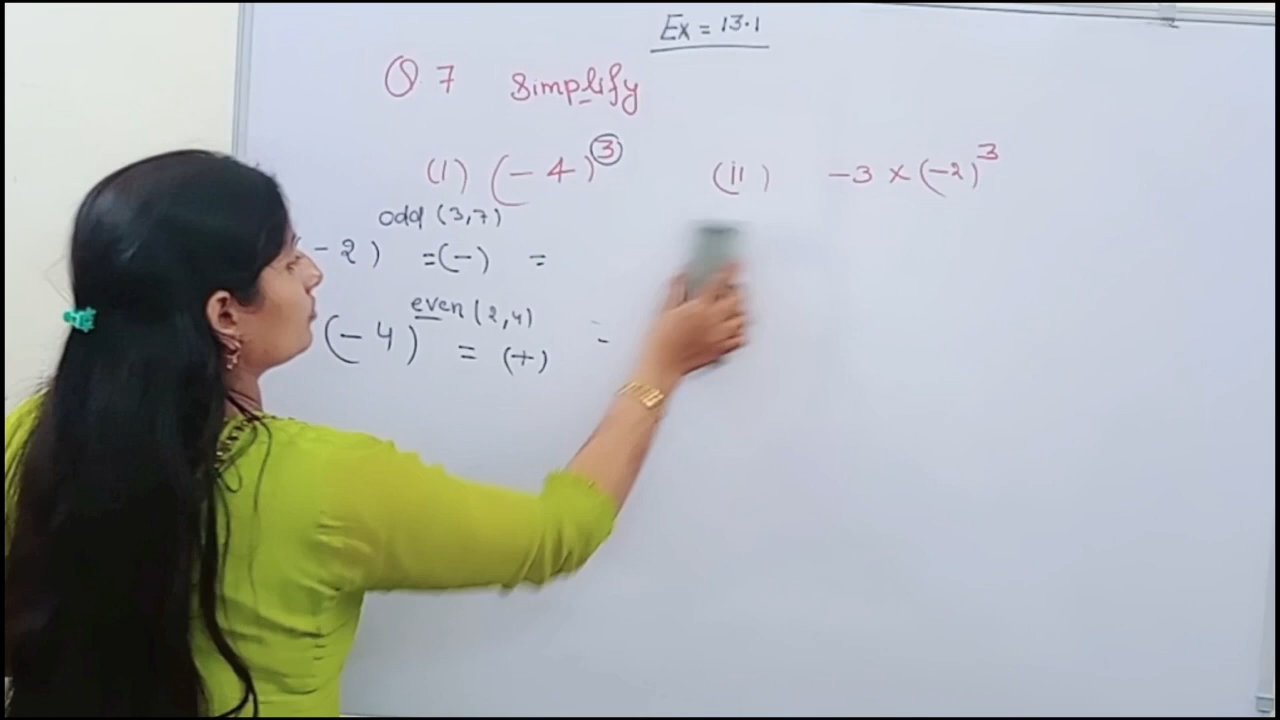 Ex = 13.1
Q 7 Simplify
(i) (-4)³ (ii) -3 × (-2)³
odd (3,7)
-2) =(-) =
even (2,4)
(-4) = (+) =